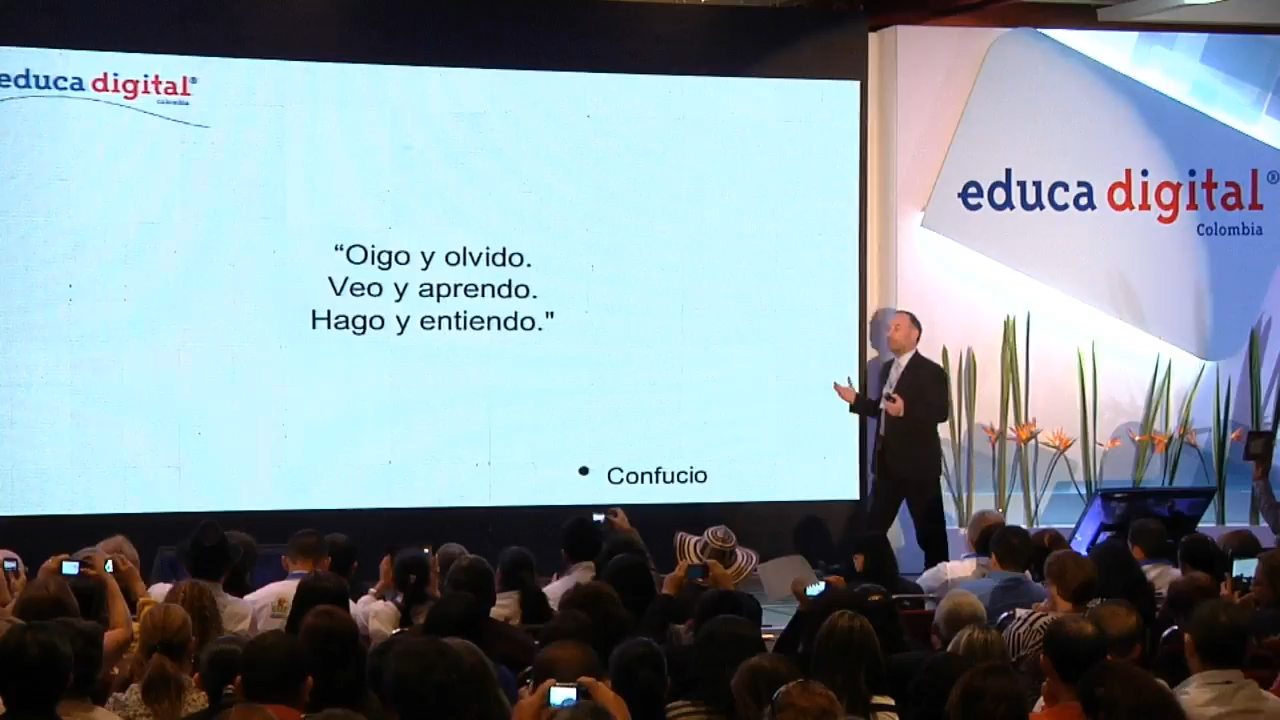 educa digital®
Colombia
“Oigo y olvido.
Veo y aprendo.
Hago y entiendo."
• Confucio
educa digital®
Colombia